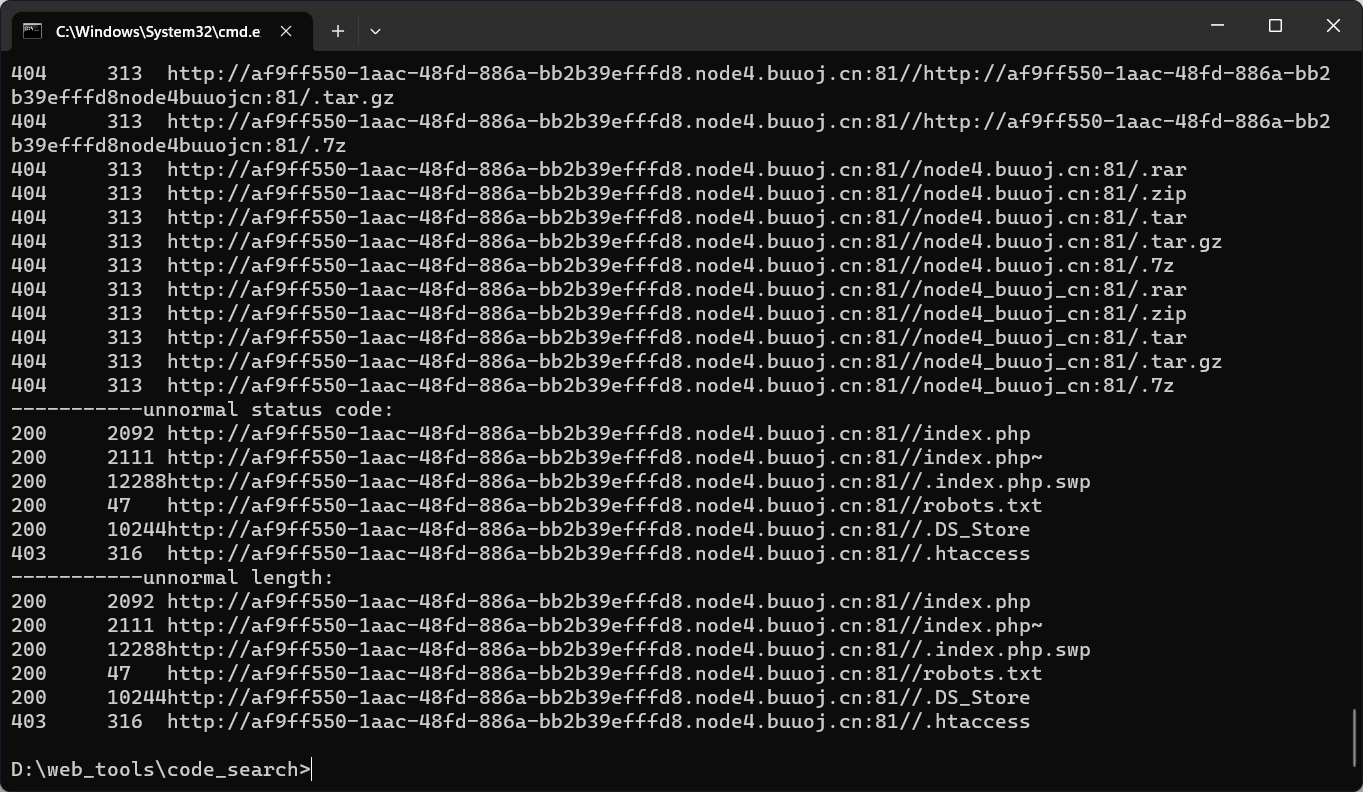 C:\Windows\System32\cmd.e
404 313 http://af9ff550-1aac-48fd-886a-bb2b39efffd8.node4.buuoj.cn:81//http://af9ff550-1aac-48fd-886a-bb2
b39efffd8node4buuojcn:81/.tar.gz
404 313 http://af9ff550-1aac-48fd-886a-bb2b39efffd8.node4.buuoj.cn:81//http://af9ff550-1aac-48fd-886a-bb2
b39efffd8node4buuojcn:81/.7z
404 313 http://af9ff550-1aac-48fd-886a-bb2b39efffd8.node4.buuoj.cn:81//node4.buuoj.cn:81/.rar
404 313 http://af9ff550-1aac-48fd-886a-bb2b39efffd8.node4.buuoj.cn:81//node4.buuoj.cn:81/.zip
404 313 http://af9ff550-1aac-48fd-886a-bb2b39efffd8.node4.buuoj.cn:81//node4.buuoj.cn:81/.tar
404 313 http://af9ff550-1aac-48fd-886a-bb2b39efffd8.node4.buuoj.cn:81//node4.buuoj.cn:81/.tar.gz
404 313 http://af9ff550-1aac-48fd-886a-bb2b39efffd8.node4.buuoj.cn:81//node4.buuoj.cn:81/.7z
404 313 http://af9ff550-1aac-48fd-886a-bb2b39efffd8.node4.buuoj.cn:81//node4_buuoj_cn:81/.rar
404 313 http://af9ff550-1aac-48fd-886a-bb2b39efffd8.node4.buuoj.cn:81//node4_buuoj_cn:81/.zip
404 313 http://af9ff550-1aac-48fd-886a-bb2b39efffd8.node4.buuoj.cn:81//node4_buuoj_cn:81/.tar
404 313 http://af9ff550-1aac-48fd-886a-bb2b39efffd8.node4.buuoj.cn:81//node4_buuoj_cn:81/.tar.gz
404 313 http://af9ff550-1aac-48fd-886a-bb2b39efffd8.node4.buuoj.cn:81//node4_buuoj_cn:81/.7z
-----------unnormal status code:
200 2092 http://af9ff550-1aac-48fd-886a-bb2b39efffd8.node4.buuoj.cn:81//index.php
200 2111 http://af9ff550-1aac-48fd-886a-bb2b39efffd8.node4.buuoj.cn:81//index.php~
200 12288http://af9ff550-1aac-48fd-886a-bb2b39efffd8.node4.buuoj.cn:81//.index.php.swp
200 47 http://af9ff550-1aac-48fd-886a-bb2b39efffd8.node4.buuoj.cn:81//robots.txt
200 10244http://af9ff550-1aac-48fd-886a-bb2b39efffd8.node4.buuoj.cn:81//.DS_Store
403 316 http://af9ff550-1aac-48fd-886a-bb2b39efffd8.node4.buuoj.cn:81//.htaccess
-----------unnormal length:
200 2092 http://af9ff550-1aac-48fd-886a-bb2b39efffd8.node4.buuoj.cn:81//index.php
200 2111 http://af9ff550-1aac-48fd-886a-bb2b39efffd8.node4.buuoj.cn:81//index.php~
200 12288http://af9ff550-1aac-48fd-886a-bb2b39efffd8.node4.buuoj.cn:81//.index.php.swp
200 47 http://af9ff550-1aac-48fd-886a-bb2b39efffd8.node4.buuoj.cn:81//robots.txt
200 10244http://af9ff550-1aac-48fd-886a-bb2b39efffd8.node4.buuoj.cn:81//.DS_Store
403 316 http://af9ff550-1aac-48fd-886a-bb2b39efffd8.node4.buuoj.cn:81//.htaccess
D:\web_tools\code_search>